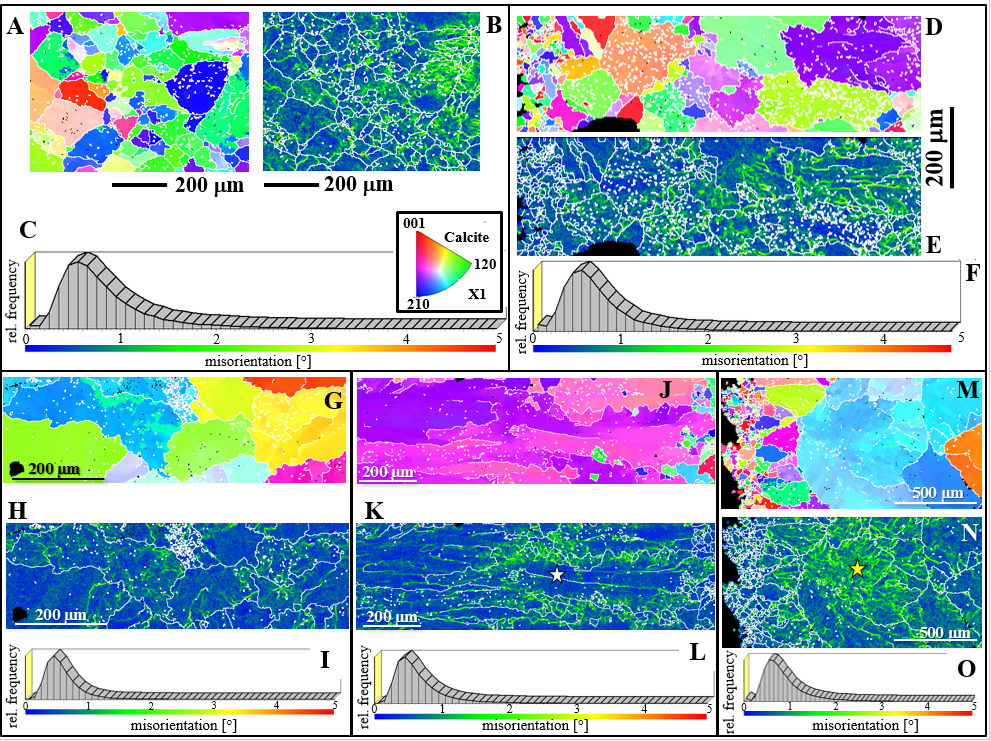 A
B
D
200 μm
200 μm
200 μm
E
C
001
Calcite
120
X1
210
F
rel. frequency
0 1 2 3 4 5
misorientation [°]
rel. frequency
0 1 2 3 4 5
misorientation [°]
G
200 μm
J
200 μm
M
500 μm
H
200 μm
K
200 μm
N
500 μm
I
rel. frequency
0 1 2 3 4 5
misorientation [°]
L
rel. frequency
0 1 2 3 4 5
misorientation [°]
O
rel. frequency
0 1 2 3 4 5
misorientation [°]